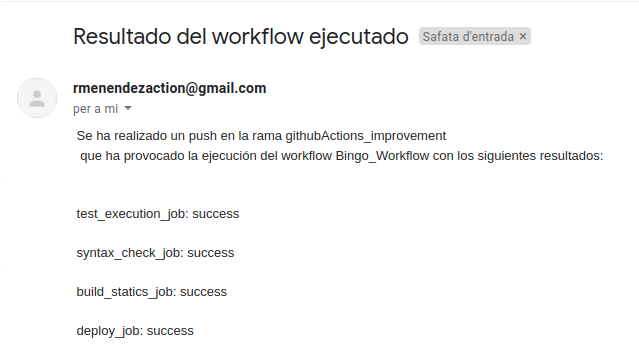 Resultado del workflow ejecutado Safata d'entrada ×
rmenendezaction@gmail.com
per a mi
Se ha realizado un push en la rama githubActions_improvement
que ha provocado la ejecución del workflow Bingo_Workflow con los siguientes resultados:
test_execution_job: success
syntax_check_job: success
build_statics_job: success
deploy_job: success